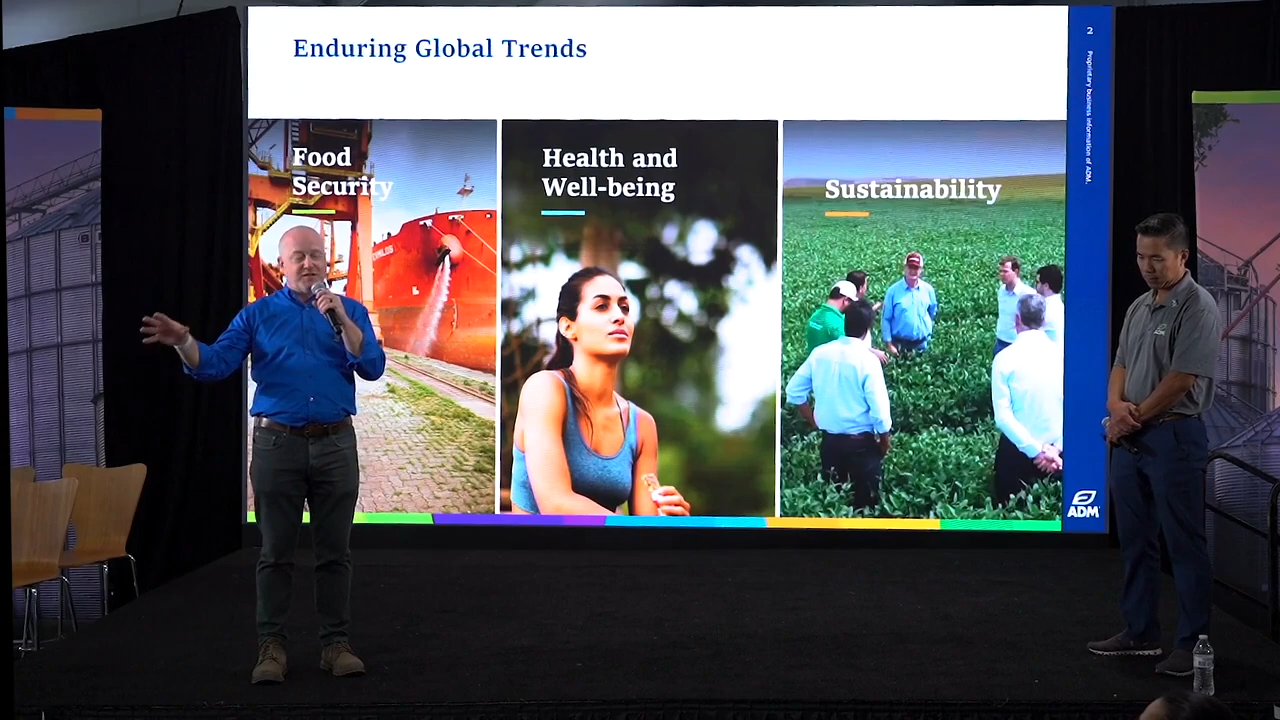 Enduring Global Trends
2
Proprietary business information of ADM.
Food
Security
Health and
Well-being
Sustainability
ADM